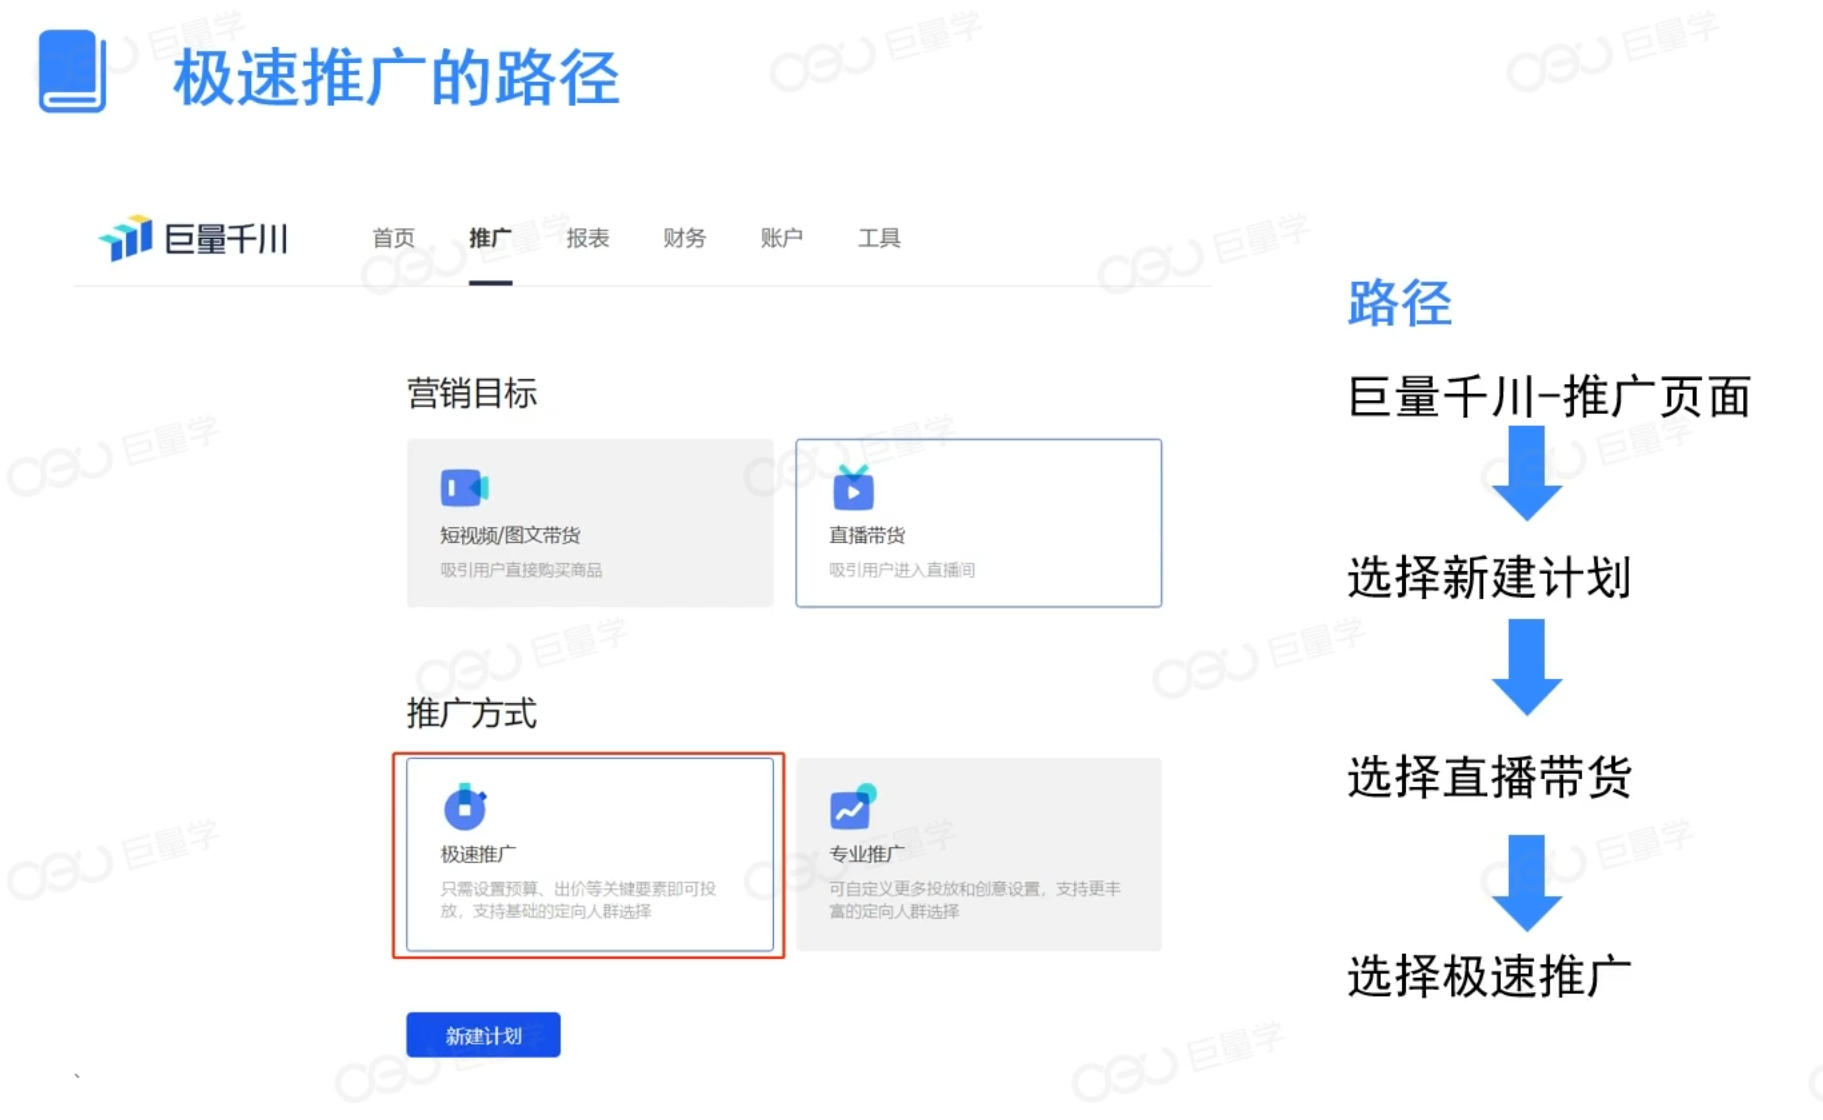 极速推广的路径
巨量千川
首页 推广 报表 财务 账户 工具
营销目标
短视频/图文带货
吸引用户直接购买商品
直播带货
吸引用户进入直播间
推广方式
极速推广
只需设置预算、出价等关键要素即可投
放，支持基础的定向人群选择
专业推广
可自定义更多投放和创意设置，支持更丰
富的定向人群选择
新建计划
路径
巨量千川-推广页面
选择新建计划
选择直播带货
选择极速推广
巨量学